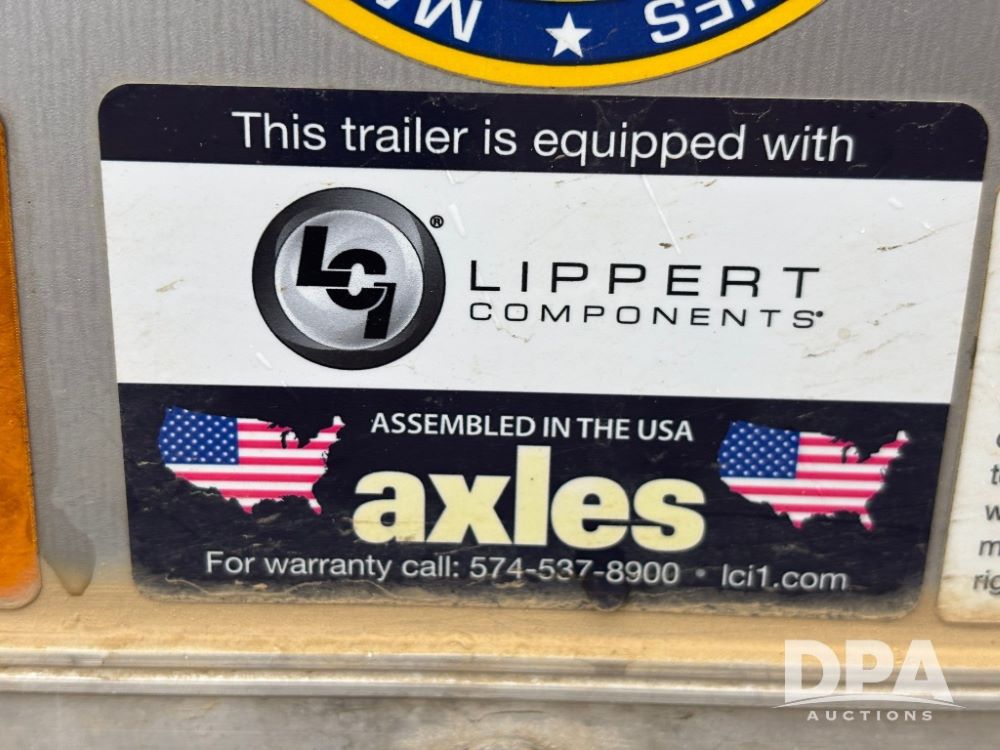 This trailer is equipped with
LCI®
LIPPERT
COMPONENTS®
ASSEMBLED IN THE USA
axles
For warranty call: 574-537-8900 • lci1.com
DPA
AUCTIONS